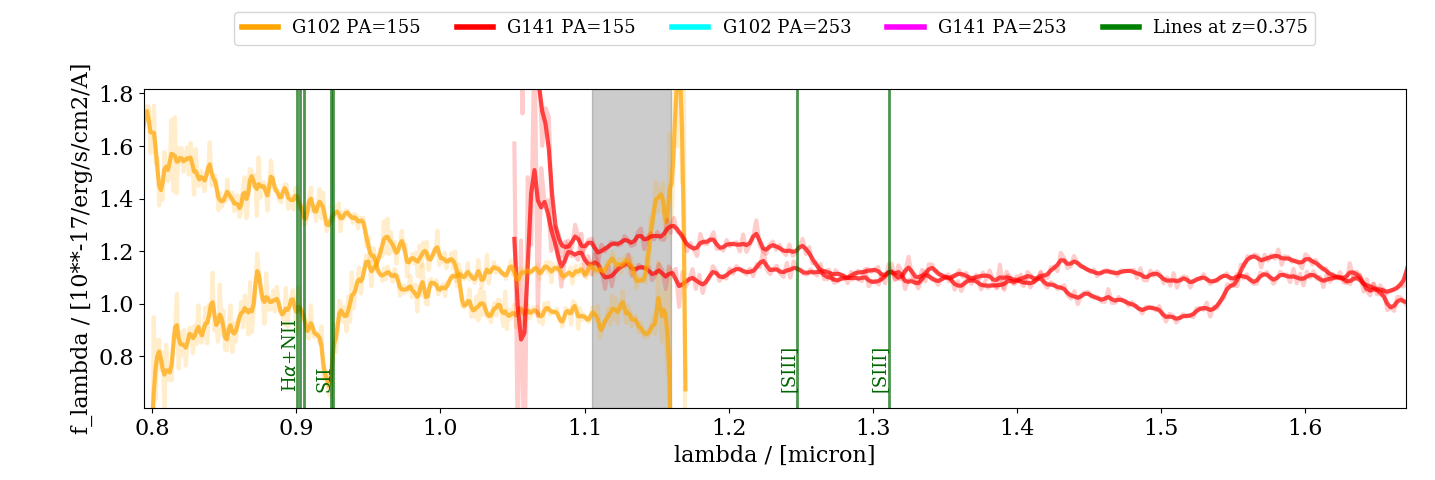 G102 PA=155 G141 PA=155 G102 PA=253 G141 PA=253 Lines at z=0.375
f_lambda / [10**-17/erg/s/cm2/A]
1.8
1.6
1.4
1.2
1.0
0.8
Hα+NII
SII
[SIII]
[SIII]
0.8 0.9 1.0 1.1 1.2 1.3 1.4 1.5 1.6
lambda / [micron]